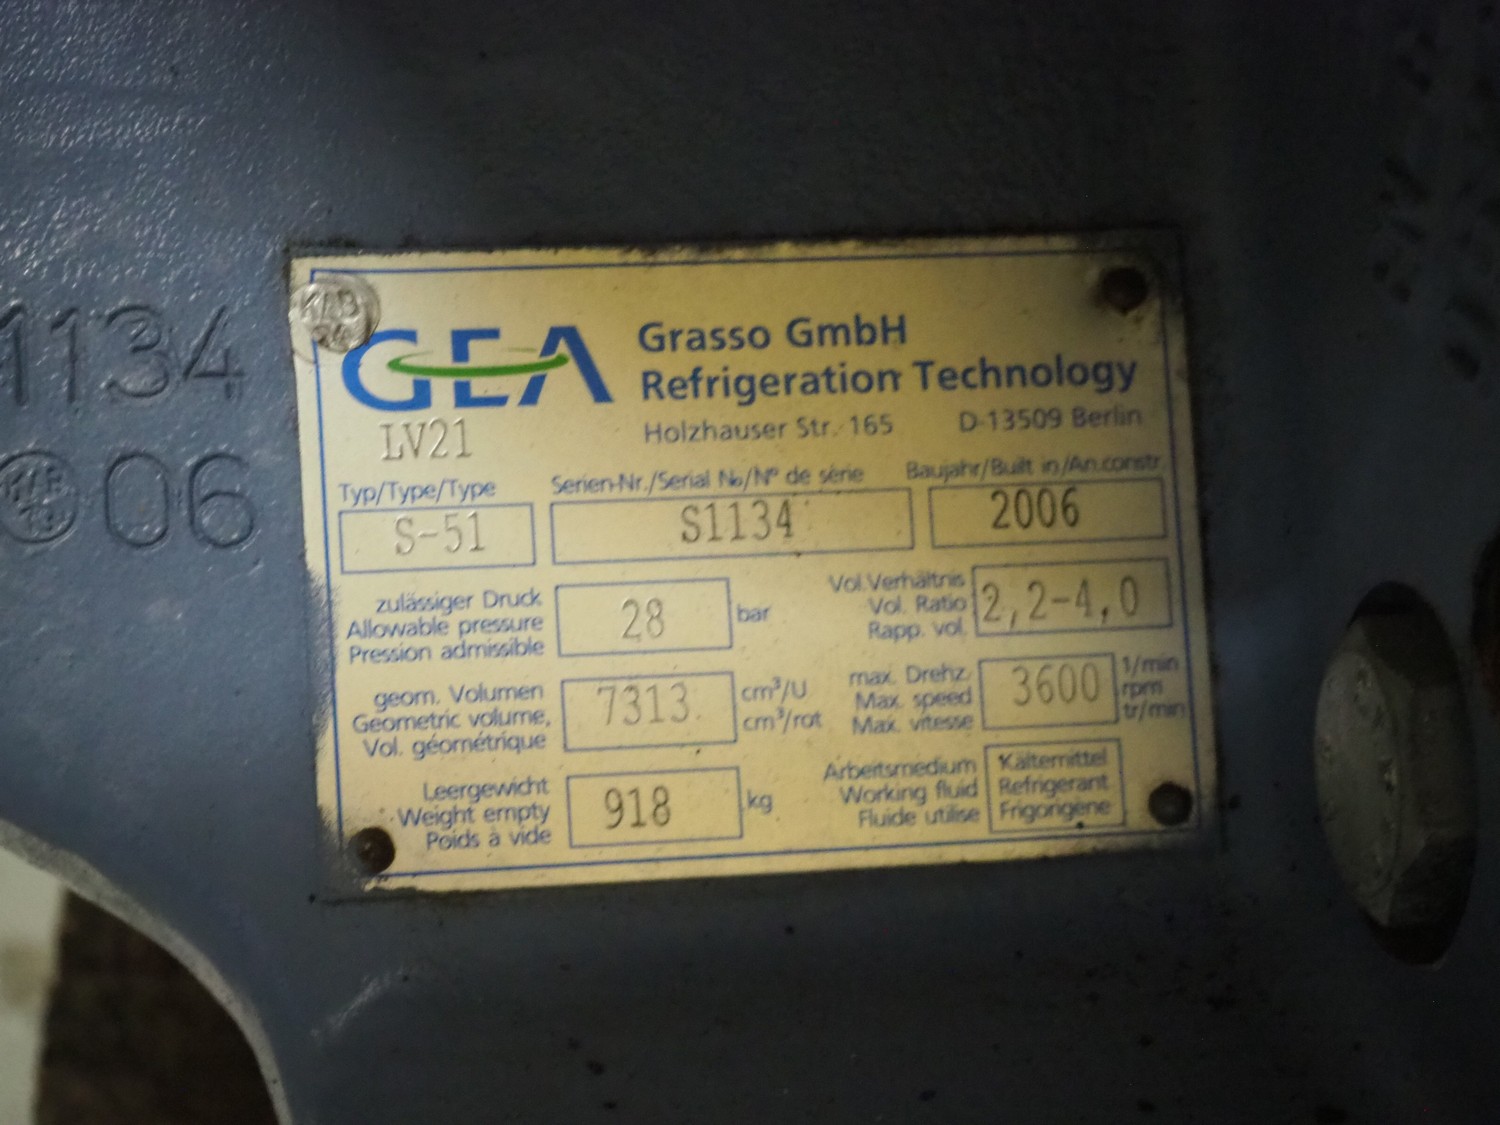 1134
06
GEA
Grasso GmbH
Refrigeration Technology
Holzhauser Str. 165 D-13509 Berlin
LV21
Typ/Type/Type
S-51
Serien-Nr./Serial No/N° de série
S1134
Baujahr/Built in/An.constr.
2006
zulässiger Druck
Allowable pressure
Pression admissible
28
bar
Vol.Verhältnis
Vol. Ratio
Rapp. vol.
2,2-4,0
geom. Volumen
Geometric volume,
Vol. géométrique
7313
cm³/U
cm³/rot
max. Drehz.
Max. speed
Max. vitesse
3600
1/min
rpm
tr/min
Leergewicht
Weight empty
Poids à vide
918
kg
Arbeitsmedium
Working fluid
Fluide utilise
Kältemittel
Refrigerant
Frigorigène